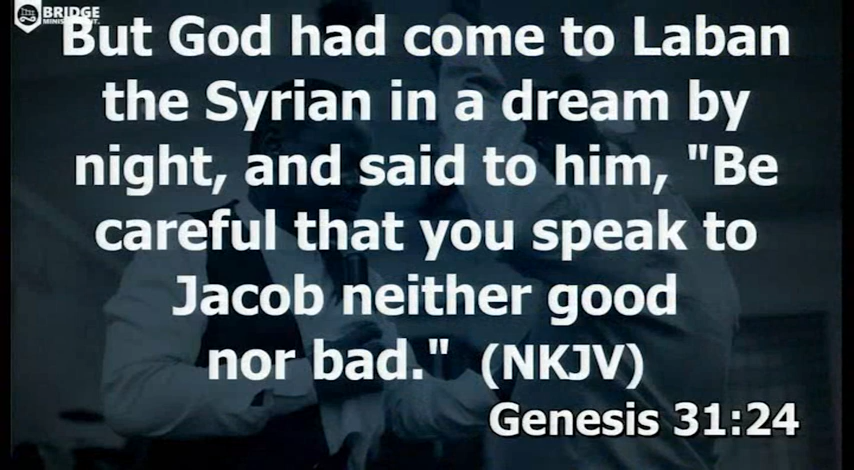 BRIDGE
But God had come to Laban
the Syrian in a dream by
night, and said to him, "Be
careful that you speak to
Jacob neither good
nor bad." (NKJV)
Genesis 31:24